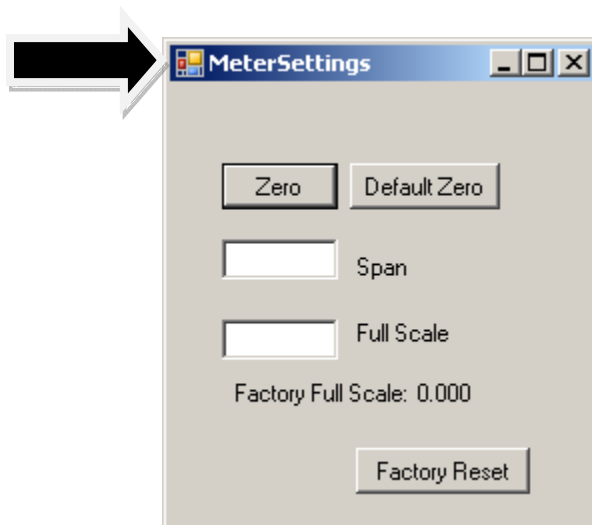 MeterSettings
Zero Default Zero
Span
Full Scale
Factory Full Scale: 0.000
Factory Reset